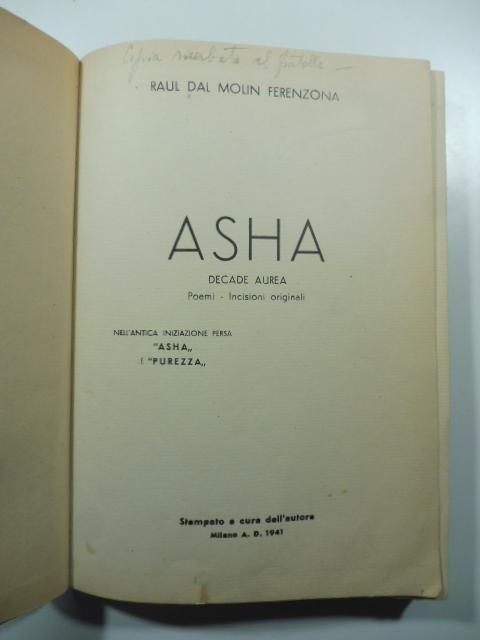 Copia riserbata al fratello —
RAUL DAL MOLIN FERENZONA
ASHA
DECADE AUREA
Poemi - Incisioni originali
NELL'ANTICA INIZIAZIONE PERSA
"ASHA„
È "PUREZZA„
Stampato a cura dell'autore
Milano A. D. 1941